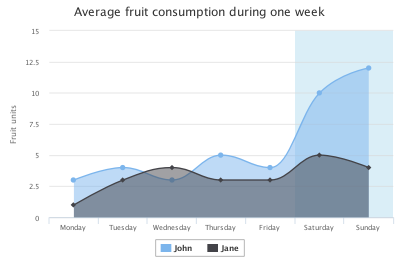 Average fruit consumption during one week
15
12.5
10
7.5
5
2.5
0
Fruit units
Monday Tuesday Wednesday Thursday Friday Saturday Sunday
John Jane